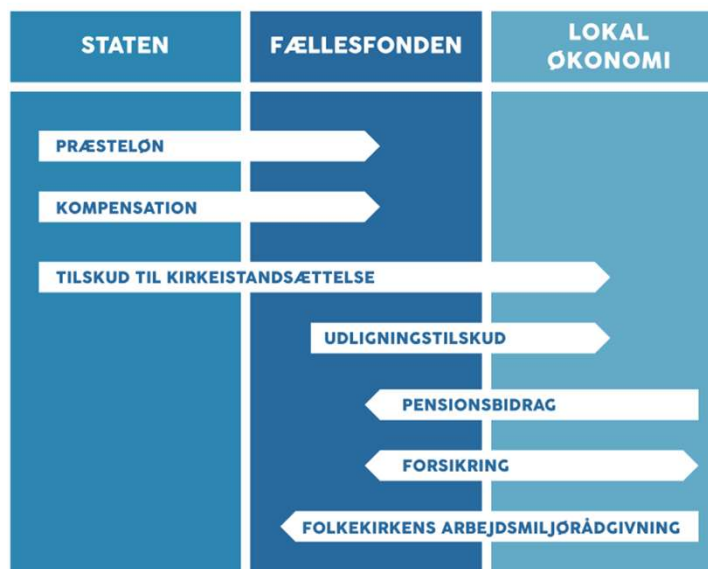 STATEN
FÆLLESFONDEN
LOKAL
ØKONOMI
PRÆSTELØN
KOMPENSATION
TILSKUD TIL KIRKEISTANDSÆTTELSE
UDLIGNINGSTILSKUD
PENSIONSBIDRAG
FORSIKRING
FOLKEKIRKENS ARBEJDSMILJØRÅDGIVNING